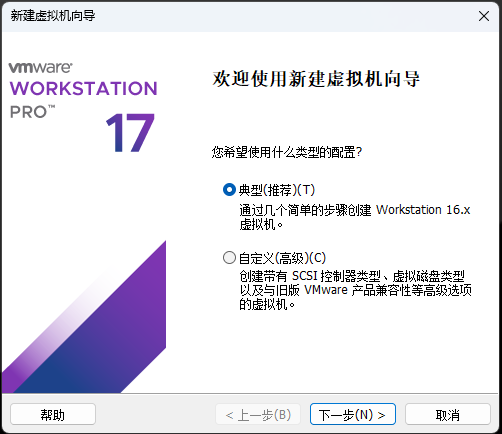 新建虚拟机向导
vmware®
WORKSTATION
PRO™
17
欢迎使用新建虚拟机向导
您希望使用什么类型的配置?
典型(推荐)(T)
通过几个简单的步骤创建 Workstation 16.x
虚拟机。
自定义(高级)(C)
创建带有 SCSI 控制器类型、虚拟磁盘类型
以及与旧版 VMware 产品兼容性等高级选项
的虚拟机。
帮助
< 上一步(B)
下一步(N) >
取消